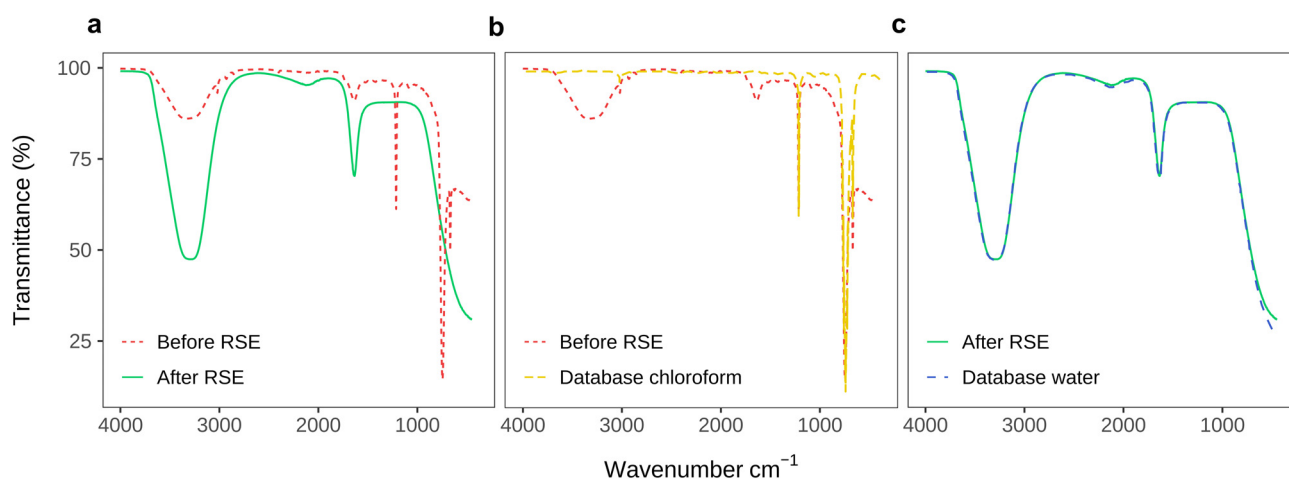 a
b
c
Transmittance (%)
100
75
50
25
Before RSE
After RSE
4000
3000
2000
1000
Before RSE
Database chloroform
4000
3000
2000
1000
After RSE
Database water
4000
3000
2000
1000
Wavenumber cm⁻¹